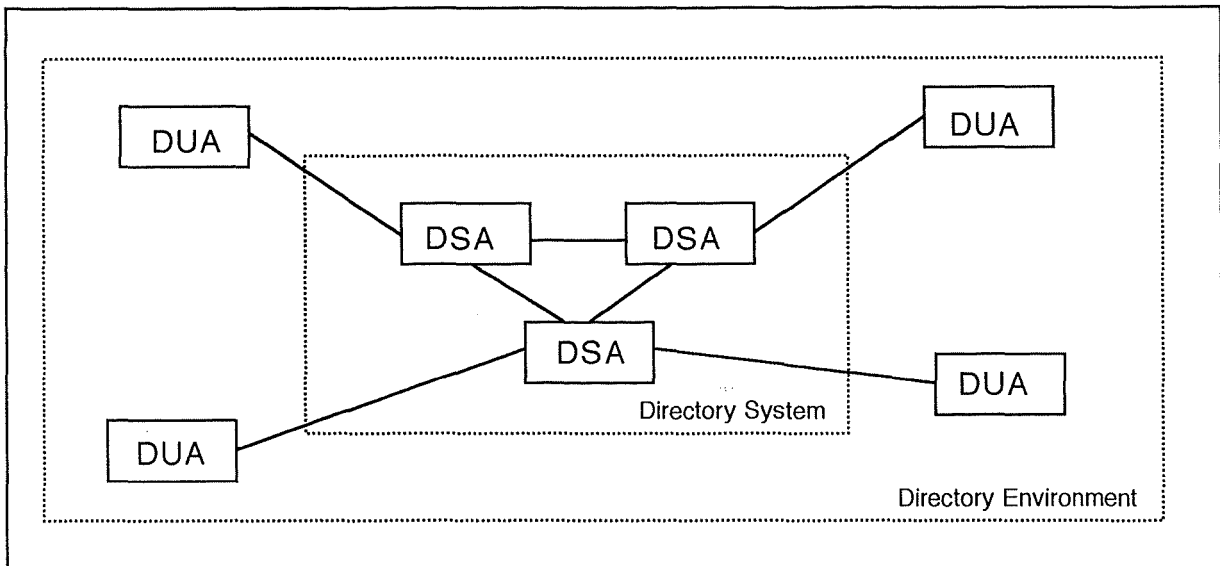 DUA
DUA
DSA
DSA
DSA
DUA
Directory System
DUA
Directory Environment